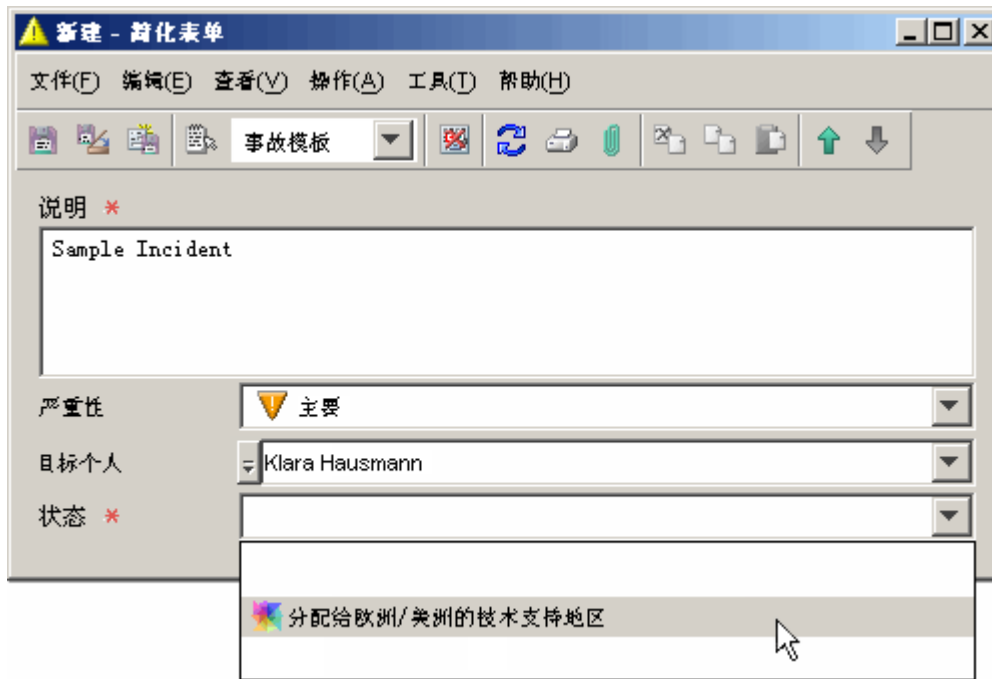 新建 - 简化表单
文件(F) 编辑(E) 查看(V) 操作(A) 工具(T) 帮助(H)
事故模板
说明 *
Sample Incident
严重性 主要
目标个人 Klara Hausmann
状态 *
分配给欧洲/美洲的技术支持地区